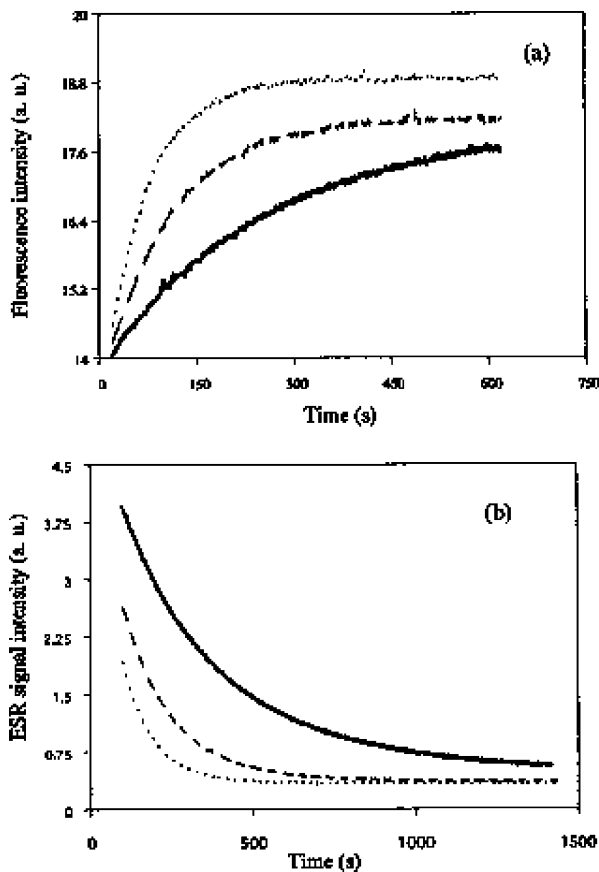 20
(a)
18.8
17.6
16.4
15.2
14
Fluorescence intensity (a. u.)
0 150 300 450 600 750
Time (s)
4.5
(b)
3.75
3
2.25
1.5
0.75
0
ESR signal intensity (a. u.)
0 500 1000 1500
Time (s)